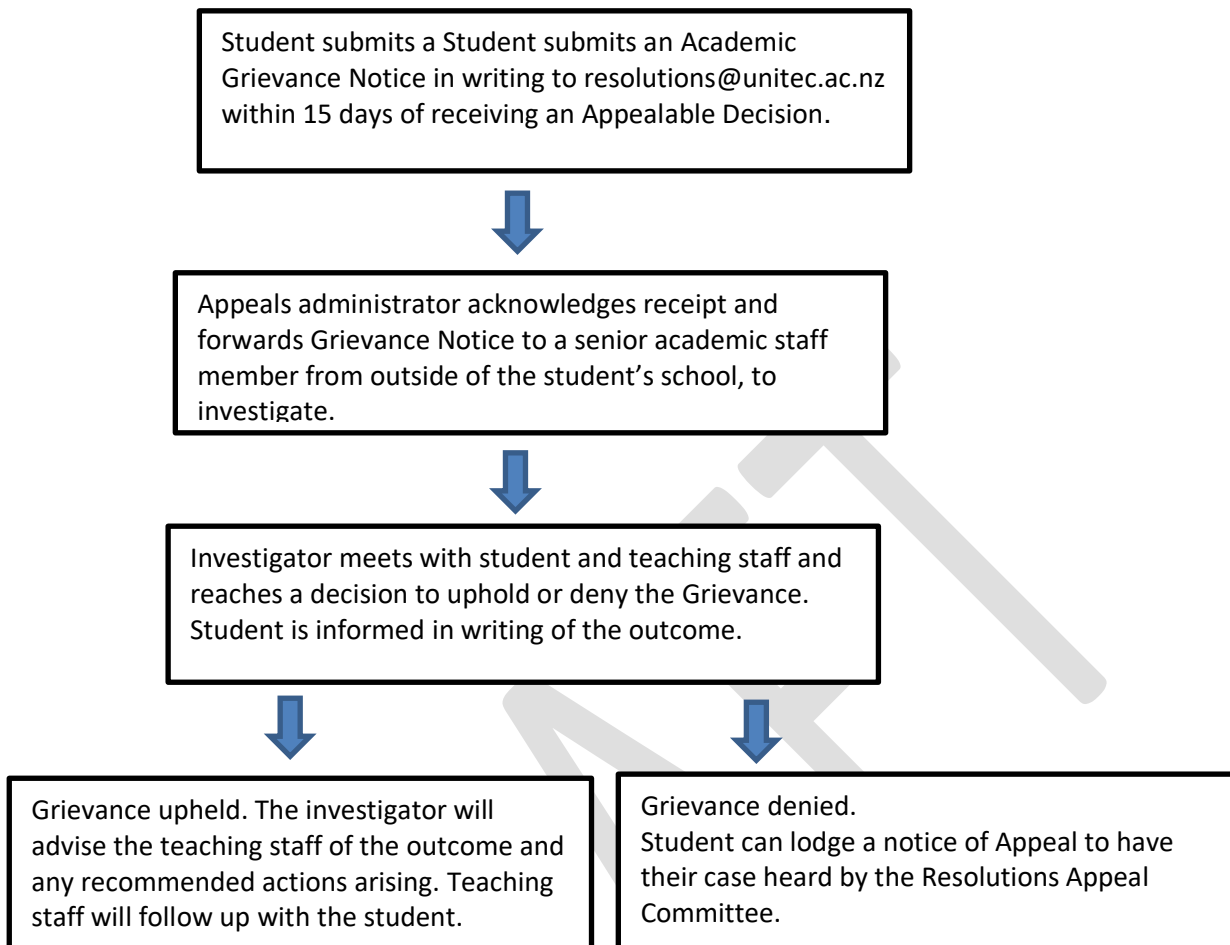 Student submits a Student submits an Academic
Grievance Notice in writing to resolutions@unitec.ac.nz
within 15 days of receiving an Appealable Decision.
Appeals administrator acknowledges receipt and
forwards Grievance Notice to a senior academic staff
member from outside of the student’s school, to
investigate.
Investigator meets with student and teaching staff and
reaches a decision to uphold or deny the Grievance.
Student is informed in writing of the outcome.
Grievance upheld. The investigator will
advise the teaching staff of the outcome and
any recommended actions arising. Teaching
staff will follow up with the student.
Grievance denied.
Student can lodge a notice of Appeal to have
their case heard by the Resolutions Appeal
Committee.